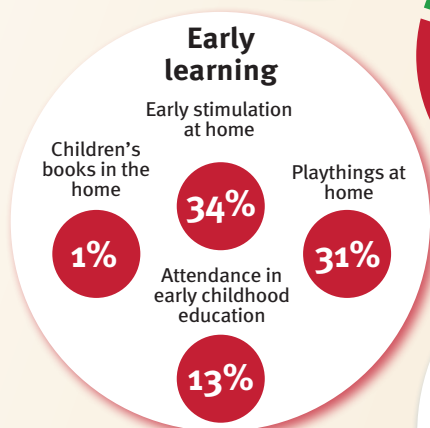 Early
learning
Early stimulation
at home
34%
Children's
books in the
home
1%
Playthings at
home
31%
Attendance in
early childhood
education
13%